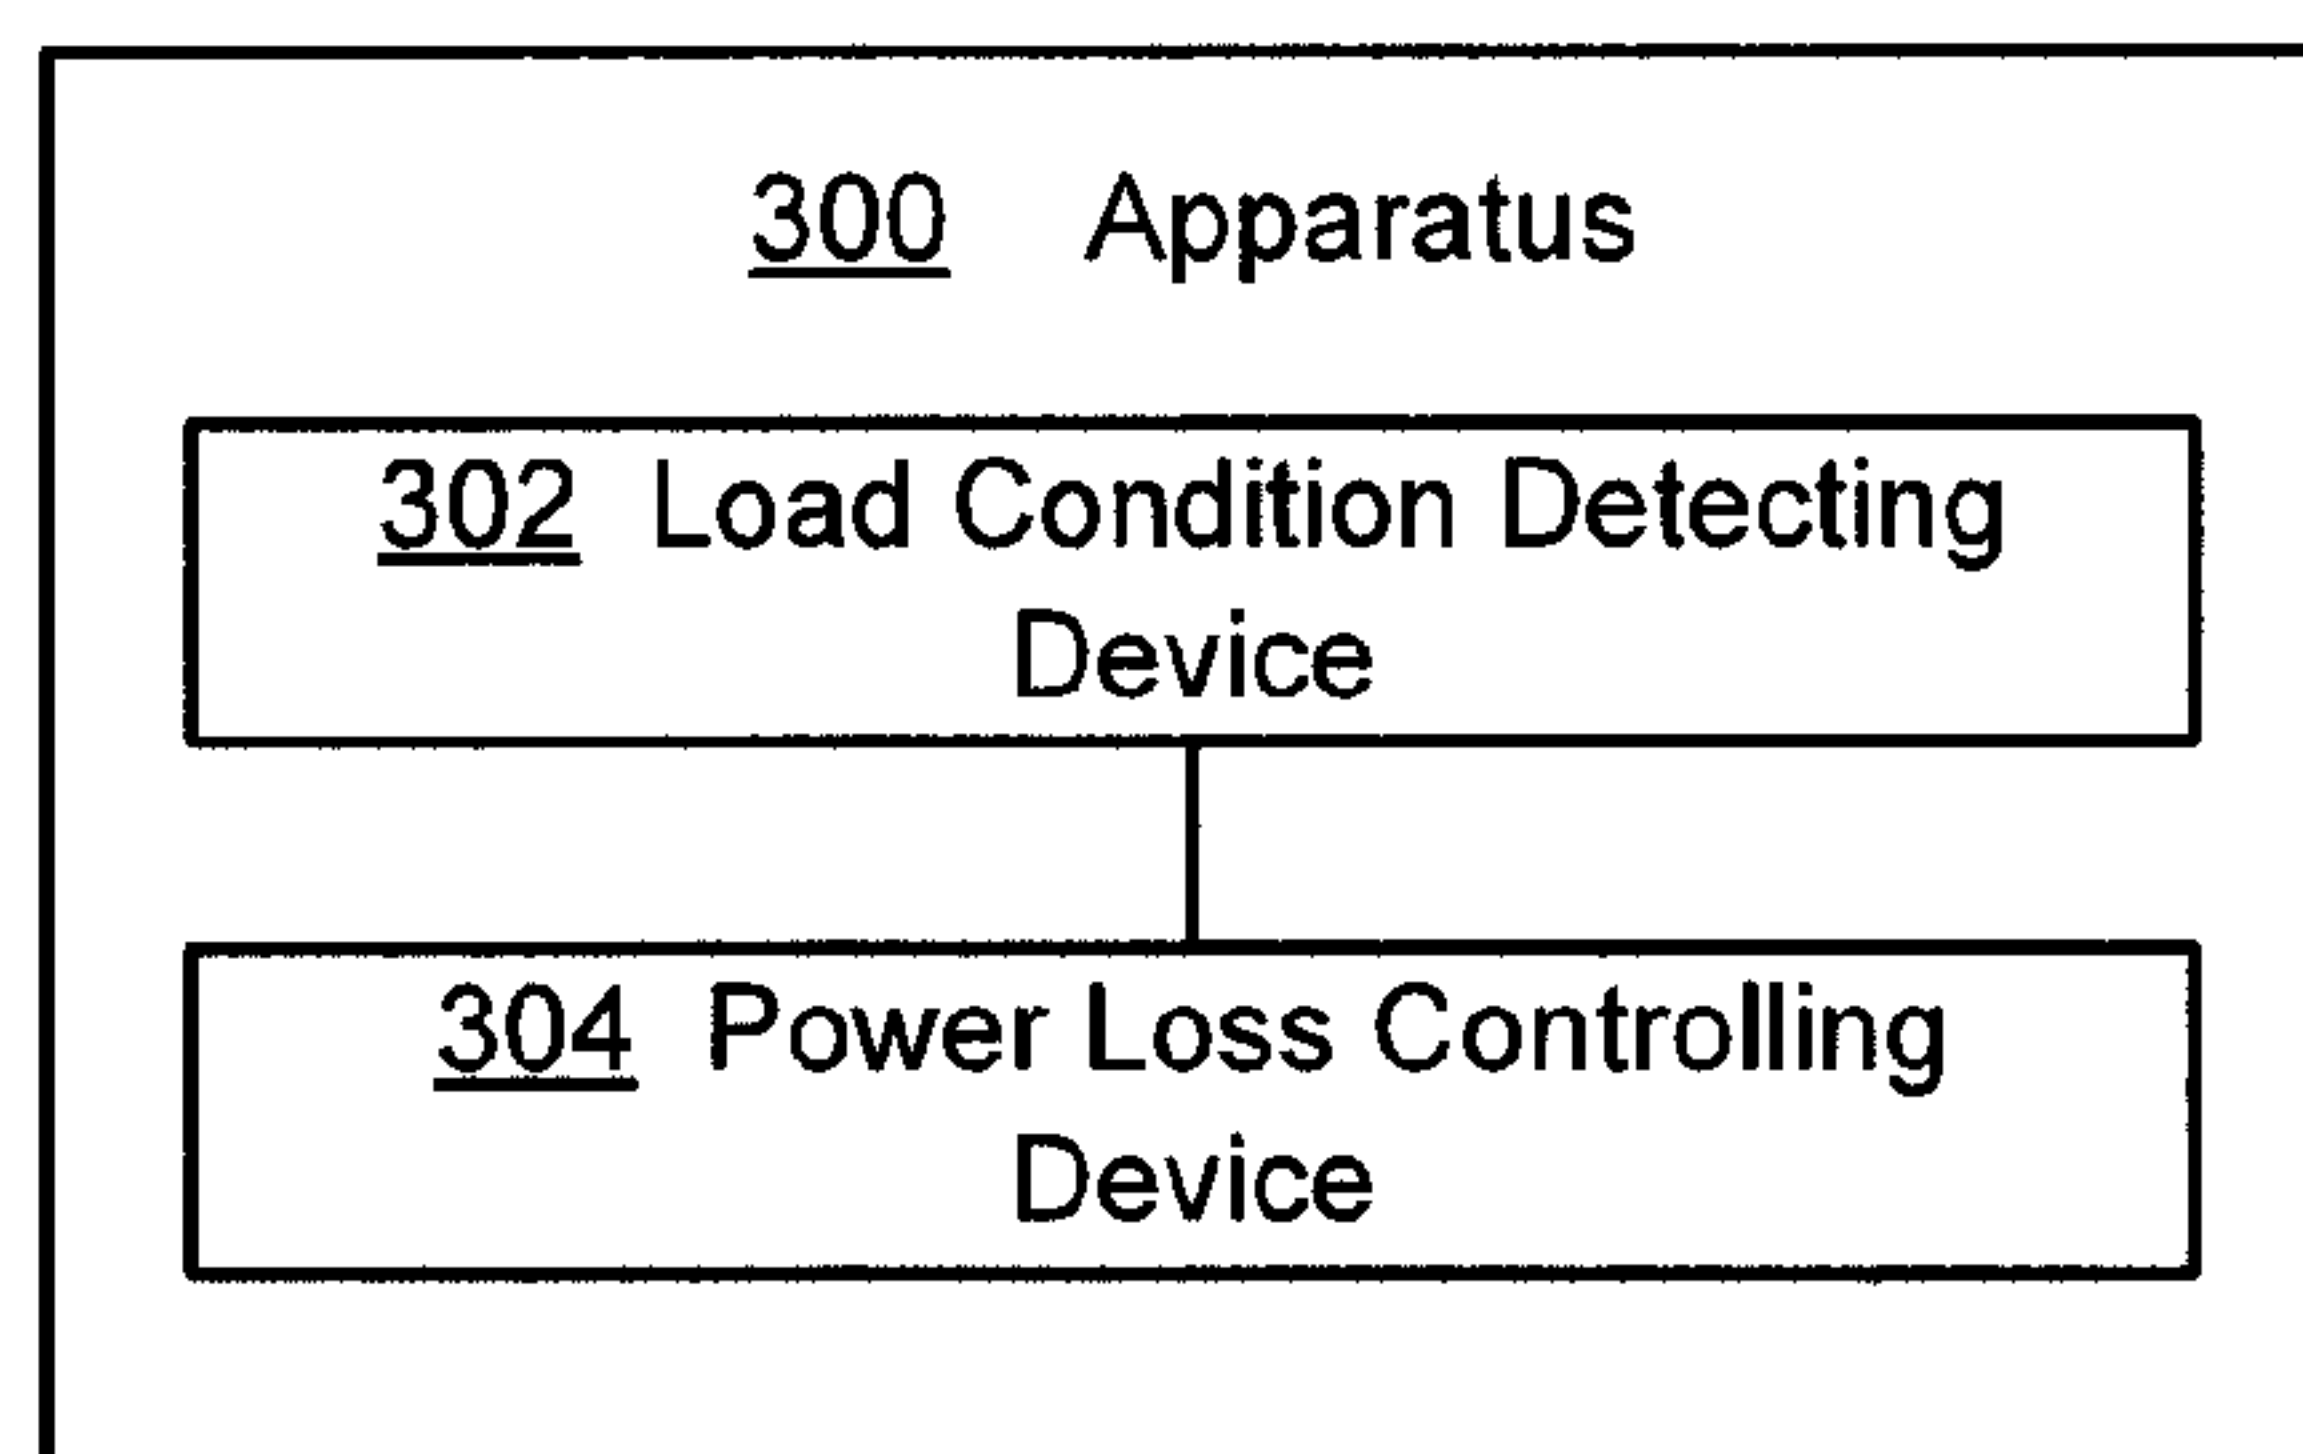 300 Apparatus
302 Load Condition Detecting
Device
304 Power Loss Controlling
Device